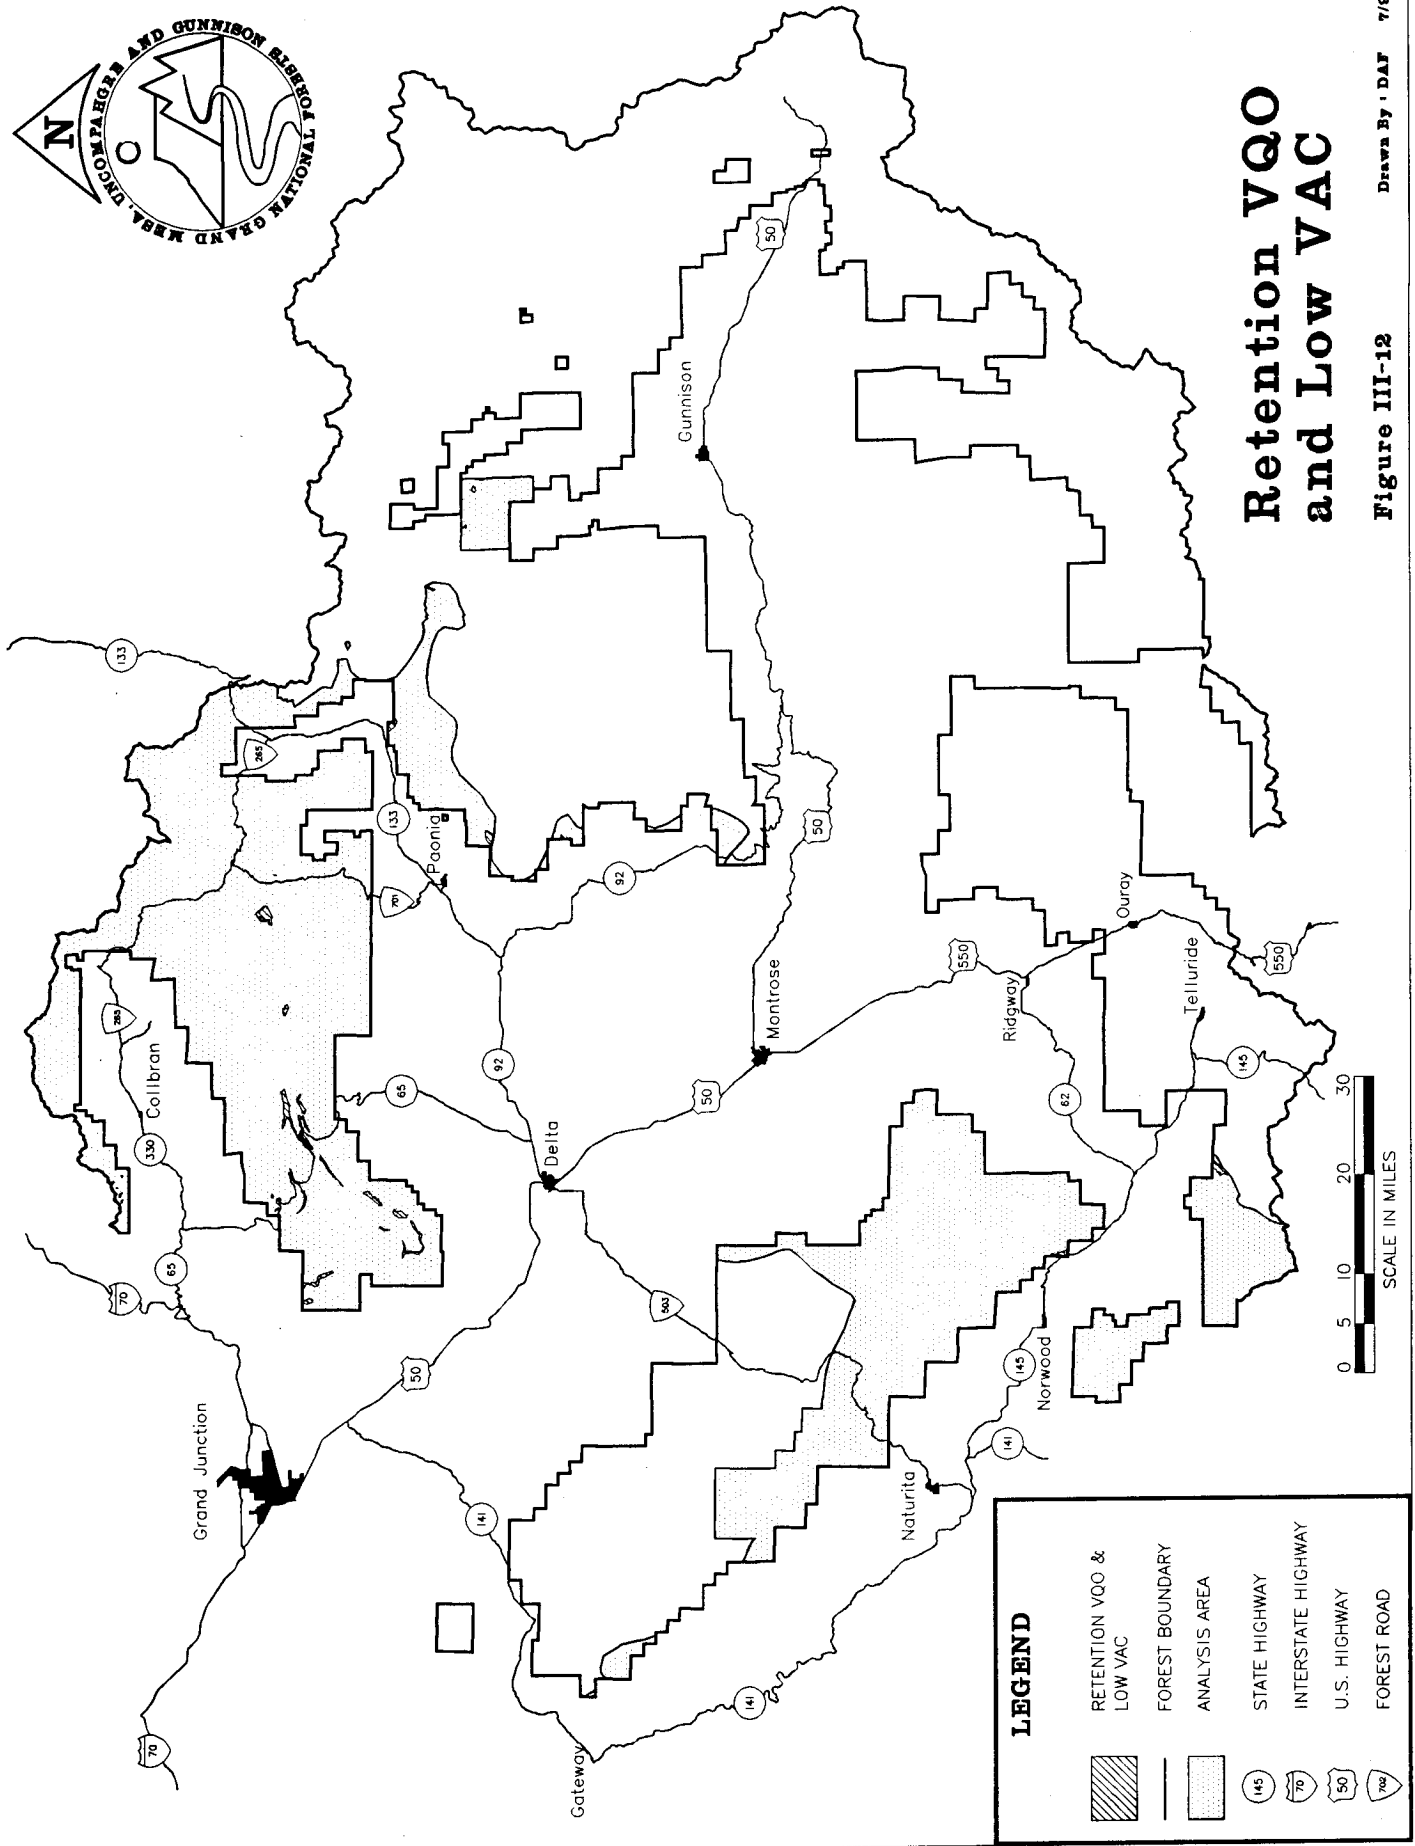 N
GRAND MESA, UNCOMPAHGRE AND GUNNISON NATIONAL FORESTS
Retention VQO
and Low VAC
Figure III-12
Drawn By : DAF
133
265
133
Paonia
701
92
Gunnison
50
50
265
Collbran
330
65
92
65
Delta
50
Montrose
550
Ridgway
Ouray
550
Telluride
145
62
70
65
Grand Junction
50
503
145
Norwood
141
Naturita
141
141
70
Gateway
0 5 10 20 30
SCALE IN MILES
LEGEND
RETENTION VQO &
LOW VAC
FOREST BOUNDARY
ANALYSIS AREA
145 STATE HIGHWAY
70 INTERSTATE HIGHWAY
50 U.S. HIGHWAY
702 FOREST ROAD